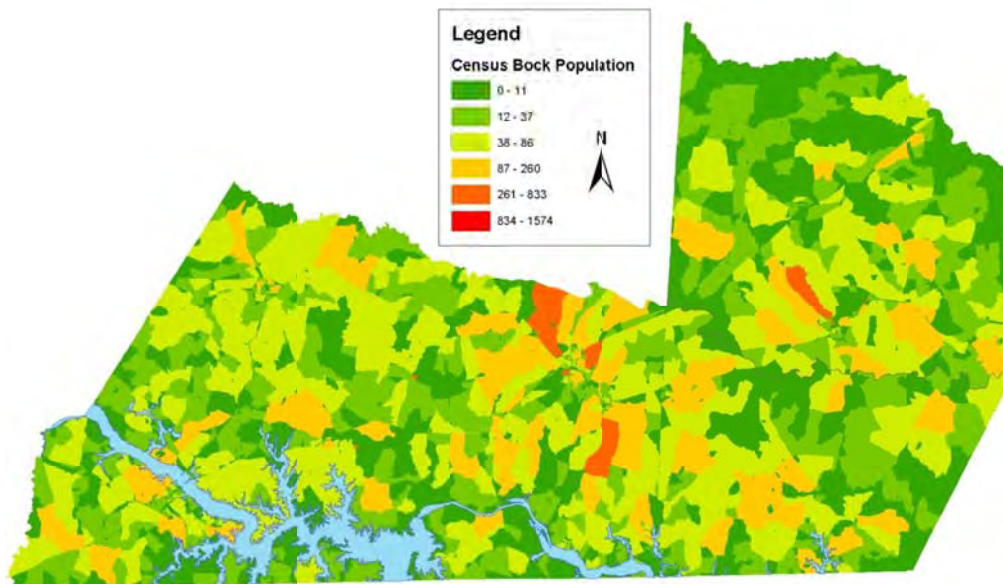 Legend
Census Bock Population
0 - 11
12 - 37
38 - 86
87 - 260
261 - 833
834 - 1574
N